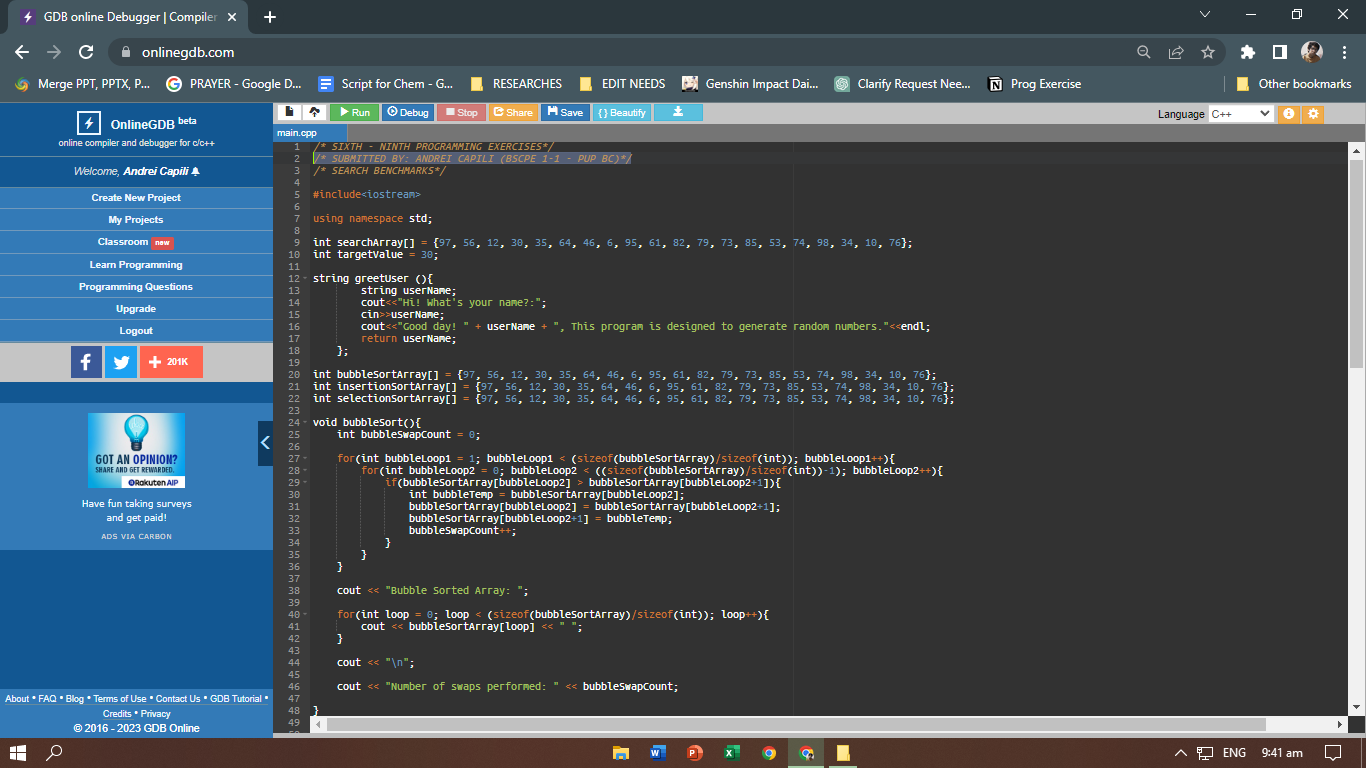 GDB online Debugger | Compiler
onlinegdb.com
Merge PPT, PPTX, P...
PRAYER - Google D...
Script for Chem - G...
RESEARCHES
EDIT NEEDS
Genshin Impact Dai...
Clarify Request Nee...
Prog Exercise
Other bookmarks
OnlineGDB beta
online compiler and debugger for c/c++
Welcome, Andrei Capili
Create New Project
My Projects
Classroom new
Learn Programming
Programming Questions
Upgrade
Logout
201K
GOT AN OPINION?
SHARE AND GET REWARDED.
Rakuten AIP
Have fun taking surveys
and get paid!
ADS VIA CARBON
About • FAQ • Blog • Terms of Use • Contact Us • GDB Tutorial •
Credits • Privacy
© 2016 - 2023 GDB Online
Run Debug Stop Share Save { } Beautify
Language C++
main.cpp
1 /* SIXTH - NINTH PROGRAMMING EXERCISES*/
2 /* SUBMITTED BY: ANDREI CAPILI (BSCPE 1-1 - PUP BC)*/
3 /* SEARCH BENCHMARKS*/
4
5 #include<iostream>
6
7 using namespace std;
8
9 int searchArray[] = {97, 56, 12, 30, 35, 64, 46, 6, 95, 61, 82, 79, 73, 85, 53, 74, 98, 34, 10, 76};
10 int targetValue = 30;
11
12 string greetUser (){
13 string userName;
14 cout<<"Hi! What's your name?:";
15 cin>>userName;
16 cout<<"Good day! " + userName + ", This program is designed to generate random numbers."<<endl;
17 return userName;
18 };
19
20 int bubbleSortArray[] = {97, 56, 12, 30, 35, 64, 46, 6, 95, 61, 82, 79, 73, 85, 53, 74, 98, 34, 10, 76};
21 int insertionSortArray[] = {97, 56, 12, 30, 35, 64, 46, 6, 95, 61, 82, 79, 73, 85, 53, 74, 98, 34, 10, 76};
22 int selectionSortArray[] = {97, 56, 12, 30, 35, 64, 46, 6, 95, 61, 82, 79, 73, 85, 53, 74, 98, 34, 10, 76};
23
24 void bubbleSort(){
25 int bubbleSwapCount = 0;
26
27 for(int bubbleLoop1 = 1; bubbleLoop1 < (sizeof(bubbleSortArray)/sizeof(int)); bubbleLoop1++){
28 for(int bubbleLoop2 = 0; bubbleLoop2 < ((sizeof(bubbleSortArray)/sizeof(int))-1); bubbleLoop2++){
29 if(bubbleSortArray[bubbleLoop2] > bubbleSortArray[bubbleLoop2+1]){
30 int bubbleTemp = bubbleSortArray[bubbleLoop2];
31 bubbleSortArray[bubbleLoop2] = bubbleSortArray[bubbleLoop2+1];
32 bubbleSortArray[bubbleLoop2+1] = bubbleTemp;
33 bubbleSwapCount++;
34 }
35 }
36 }
37
38 cout << "Bubble Sorted Array: ";
39
40 for(int loop = 0; loop < (sizeof(bubbleSortArray)/sizeof(int)); loop++){
41 cout << bubbleSortArray[loop] << " ";
42 }
43
44 cout << "\n";
45
46 cout << "Number of swaps performed: " << bubbleSwapCount;
47
48 }
49
ENG 9:41 am